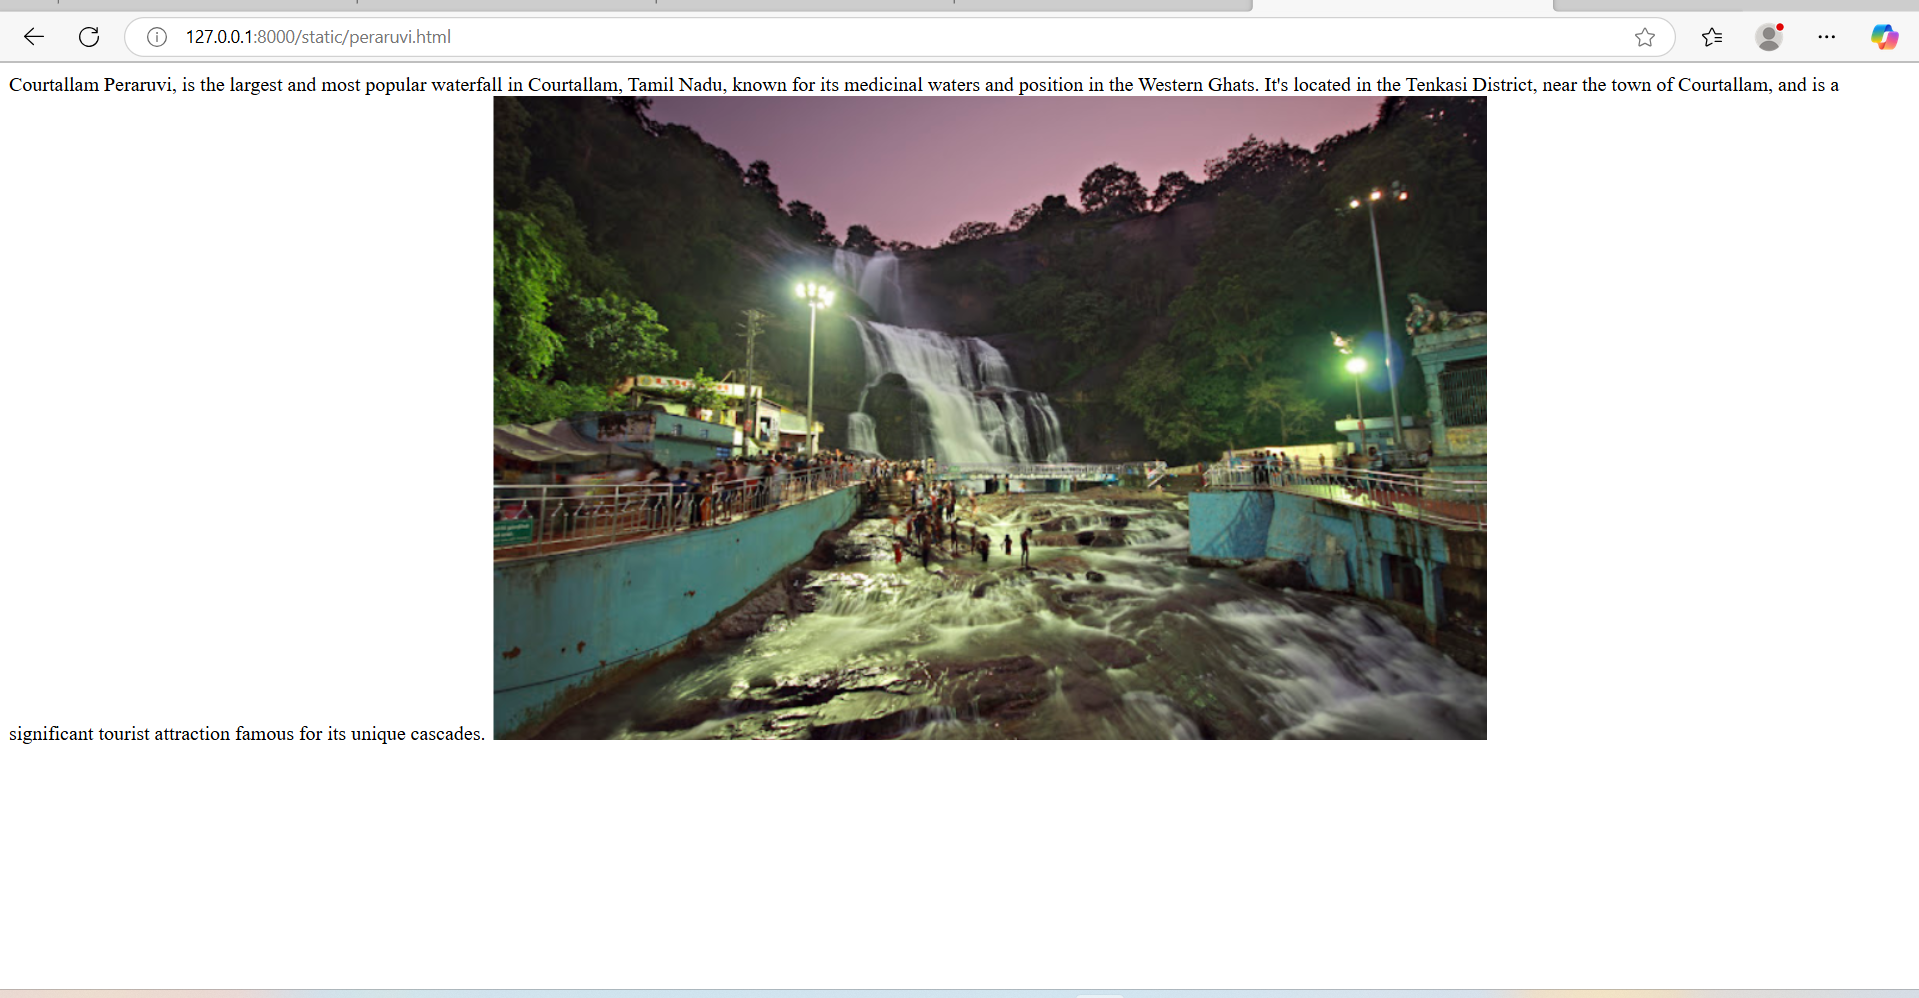 127.0.0.1:8000/static/peraruvi.html
Courtallam Peraruvi, is the largest and most popular waterfall in Courtallam, Tamil Nadu, known for its medicinal waters and position in the Western Ghats. It's located in the Tenkasi District, near the town of Courtallam, and is a
significant tourist attraction famous for its unique cascades.